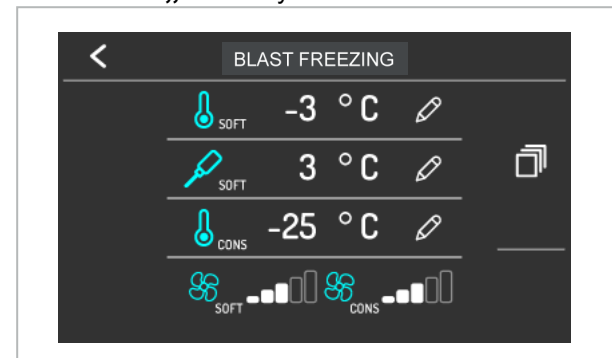 BLAST FREEZING
SOFT -3 °C
SOFT 3 °C
CONS -25 °C
SOFT CONS